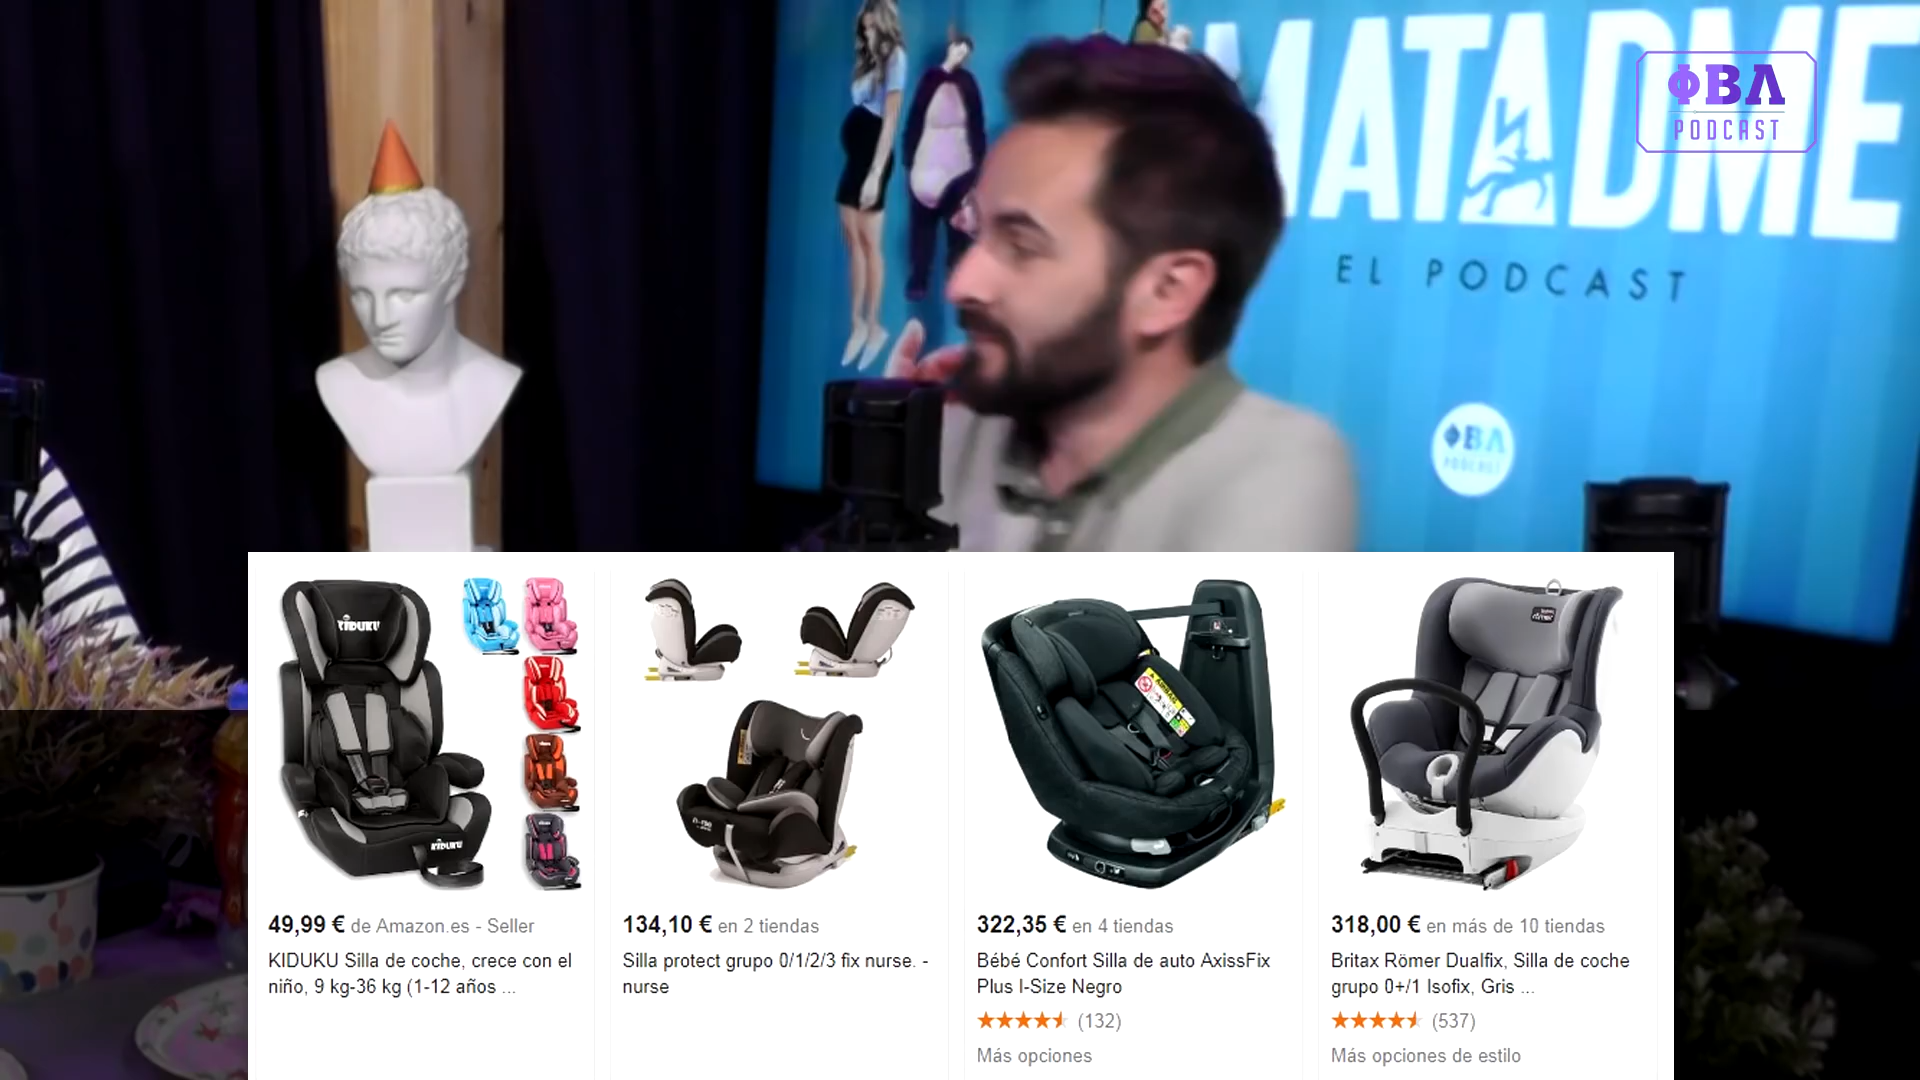 MATADME
EL PODCAST
ΦBΛ
PODCAST
ΦBΛ
PODCAST
KIDUKU
KIDUKU
49,99 € de Amazon.es - Seller
KIDUKU Silla de coche, crece con el
niño, 9 kg-36 kg (1-12 años ...
134,10 € en 2 tiendas
Silla protect grupo 0/1/2/3 fix nurse. -
nurse
322,35 € en 4 tiendas
Bébé Confort Silla de auto AxissFix
Plus I-Size Negro
(132)
Más opciones
318,00 € en más de 10 tiendas
Britax Römer Dualfix, Silla de coche
grupo 0+/1 Isofix, Gris ...
(537)
Más opciones de estilo